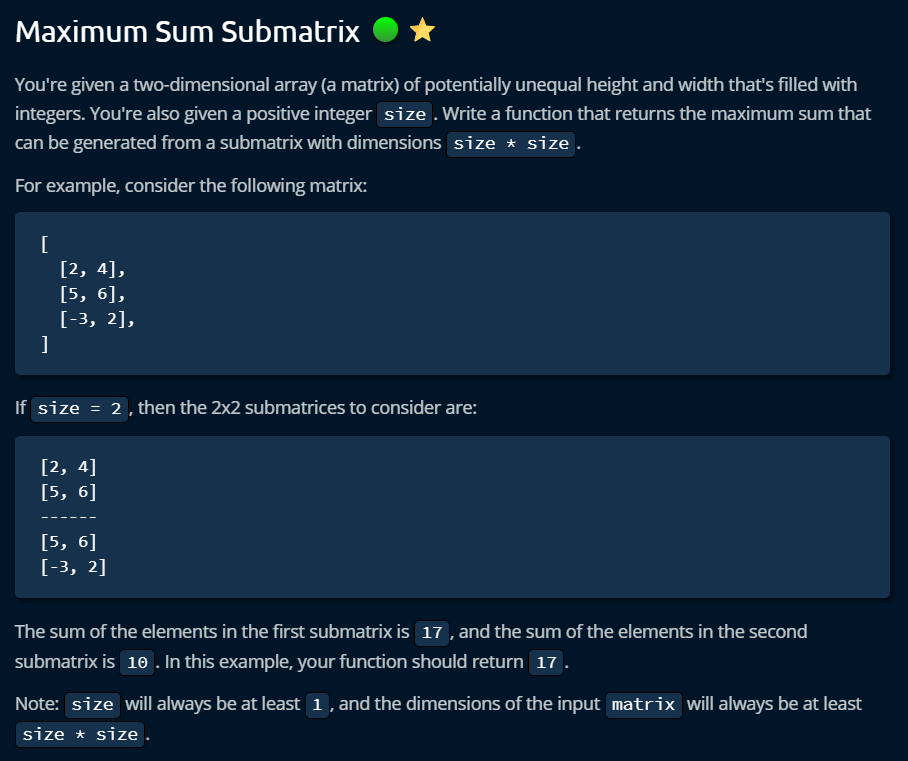 Maximum Sum Submatrix
You're given a two-dimensional array (a matrix) of potentially unequal height and width that's filled with
integers. You're also given a positive integer size. Write a function that returns the maximum sum that
can be generated from a submatrix with dimensions size * size.
For example, consider the following matrix:
[
[2, 4],
[5, 6],
[-3, 2],
]
If size = 2, then the 2x2 submatrices to consider are:
[2, 4]
[5, 6]
------
[5, 6]
[-3, 2]
The sum of the elements in the first submatrix is 17, and the sum of the elements in the second
submatrix is 10. In this example, your function should return 17.
Note: size will always be at least 1, and the dimensions of the input matrix will always be at least
size * size.